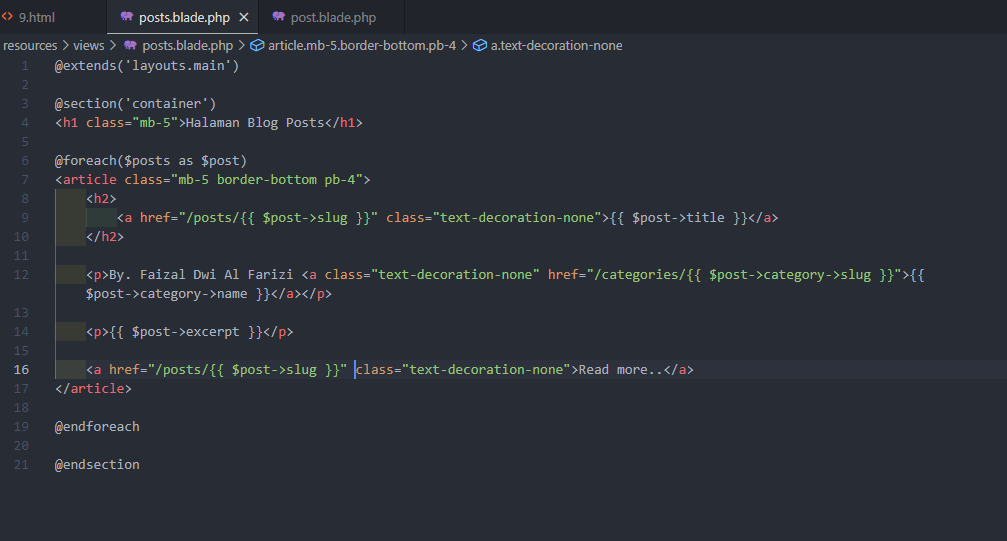 9.html posts.blade.php post.blade.php
resources > views > posts.blade.php > article.mb-5.border-bottom.pb-4 > a.text-decoration-none
1 @extends('layouts.main')
2
3 @section('container')
4 <h1 class="mb-5">Halaman Blog Posts</h1>
5
6 @foreach($posts as $post)
7 <article class="mb-5 border-bottom pb-4">
8 <h2>
9 <a href="/posts/{{ $post->slug }}" class="text-decoration-none">{{ $post->title }}</a>
10 </h2>
11
12 <p>By. Faizal Dwi Al Farizi <a class="text-decoration-none" href="/categories/{{ $post->category->slug }}">{{
$post->category->name }}</a></p>
13
14 <p>{{ $post->excerpt }}</p>
15
16 <a href="/posts/{{ $post->slug }}" class="text-decoration-none">Read more..</a>
17 </article>
18
19 @endforeach
20
21 @endsection